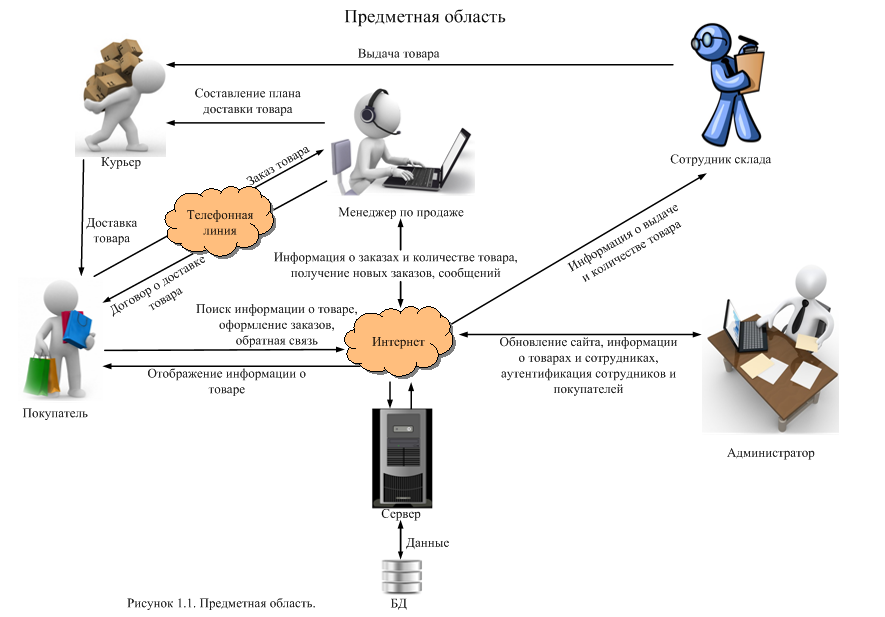 Предметная область
Выдача товара
Составление плана
доставки товара
Курьер
Сотрудник склада
Заказ товара
Менеджер по продаже
Телефонная
линия
Доставка
товара
Информация о выдаче
и количестве товара
Информация о заказах и количестве товара,
получение новых заказов, сообщений
Договор о доставке
товара
Поиск информации о товаре,
оформление заказов,
обратная связь
Интернет
Обновление сайта, информации
о товарах и сотрудниках,
аутентификация сотрудников и
покупателей
Отображение информации о
товаре
Покупатель
Администратор
Сервер
Данные
БД
Рисунок 1.1. Предметная область.